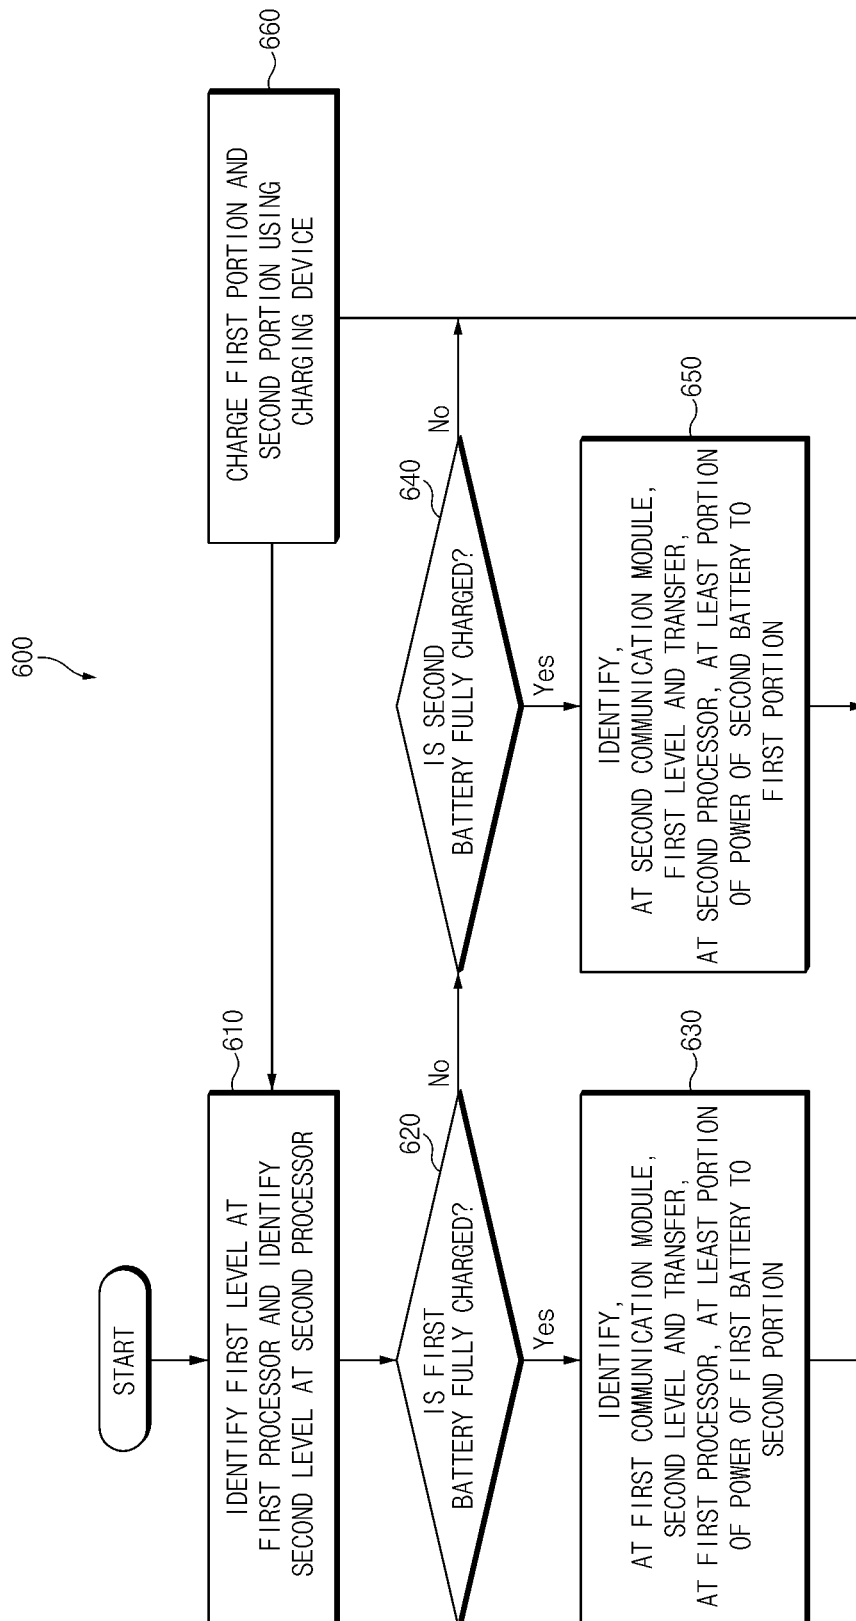 600
START
IDENTIFY FIRST LEVEL AT
FIRST PROCESSOR AND IDENTIFY
SECOND LEVEL AT SECOND PROCESSOR
610
IS FIRST
BATTERY FULLY CHARGED?
620
Yes
No
IDENTIFY,
AT FIRST COMMUNICATION MODULE,
SECOND LEVEL AND TRANSFER,
AT FIRST PROCESSOR, AT LEAST PORTION
OF POWER OF FIRST BATTERY TO
SECOND PORTION
630
IS SECOND
BATTERY FULLY CHARGED?
640
Yes
No
IDENTIFY,
AT SECOND COMMUNICATION MODULE,
FIRST LEVEL AND TRANSFER,
AT SECOND PROCESSOR, AT LEAST PORTION
OF POWER OF SECOND BATTERY TO
FIRST PORTION
650
CHARGE FIRST PORTION AND
SECOND PORTION USING
CHARGING DEVICE
660